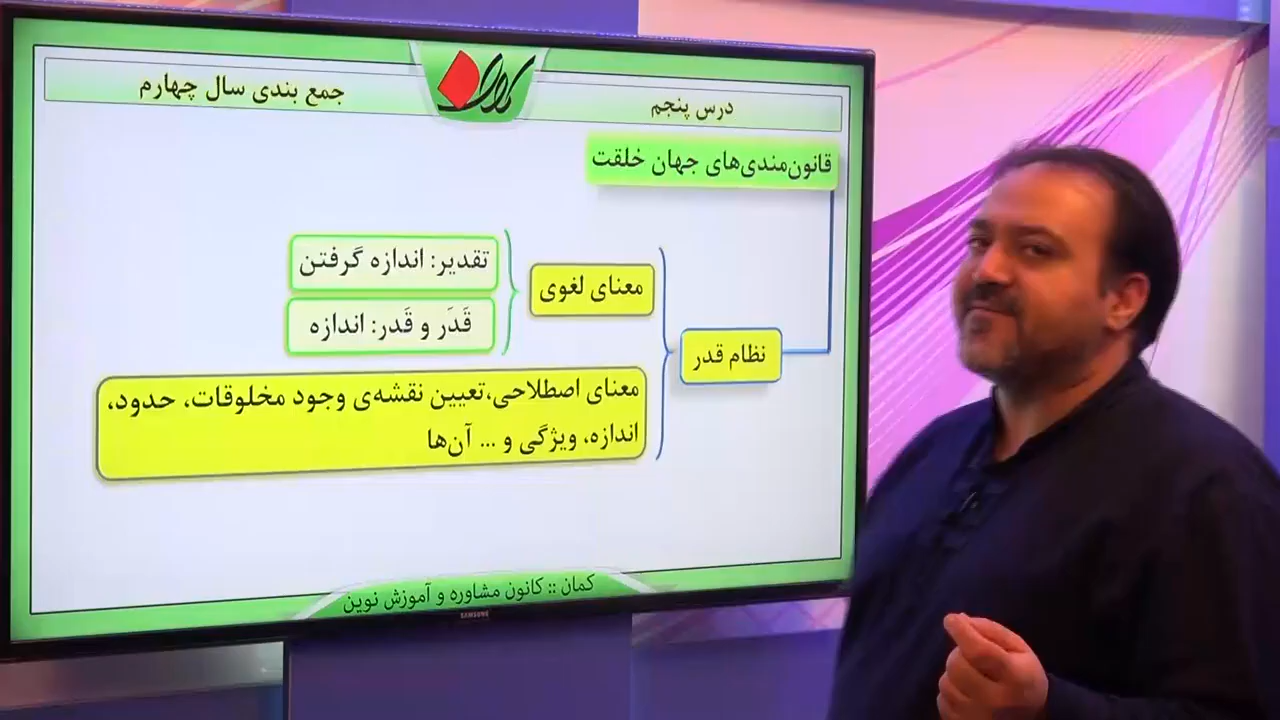 درس پنجم
جمع بندی سال چهارم
قانون‌مندی‌های جهان خلقت
نظام قدر
معنای لغوی
تقدیر: اندازه گرفتن
قَدَر و قَدر: اندازه
معنای اصطلاحی،تعیین نقشه‌ی وجود مخلوقات، حدود،
اندازه، ویژگی و ... آن‌ها
کمان :: کانون مشاوره و آموزش نوین
SAMSUNG